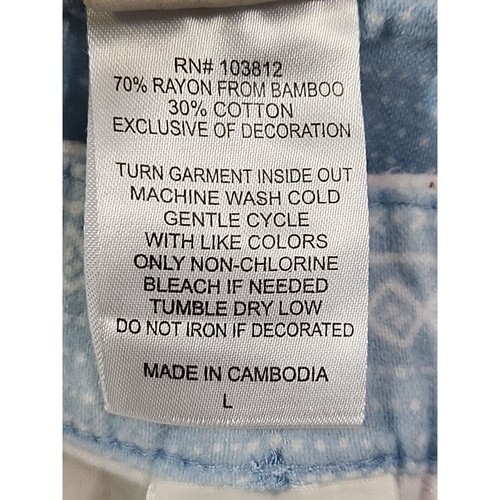 RN# 103812
70% RAYON FROM BAMBOO
30% COTTON
EXCLUSIVE OF DECORATION
TURN GARMENT INSIDE OUT
MACHINE WASH COLD
GENTLE CYCLE
WITH LIKE COLORS
ONLY NON-CHLORINE
BLEACH IF NEEDED
TUMBLE DRY LOW
DO NOT IRON IF DECORATED
MADE IN CAMBODIA
L